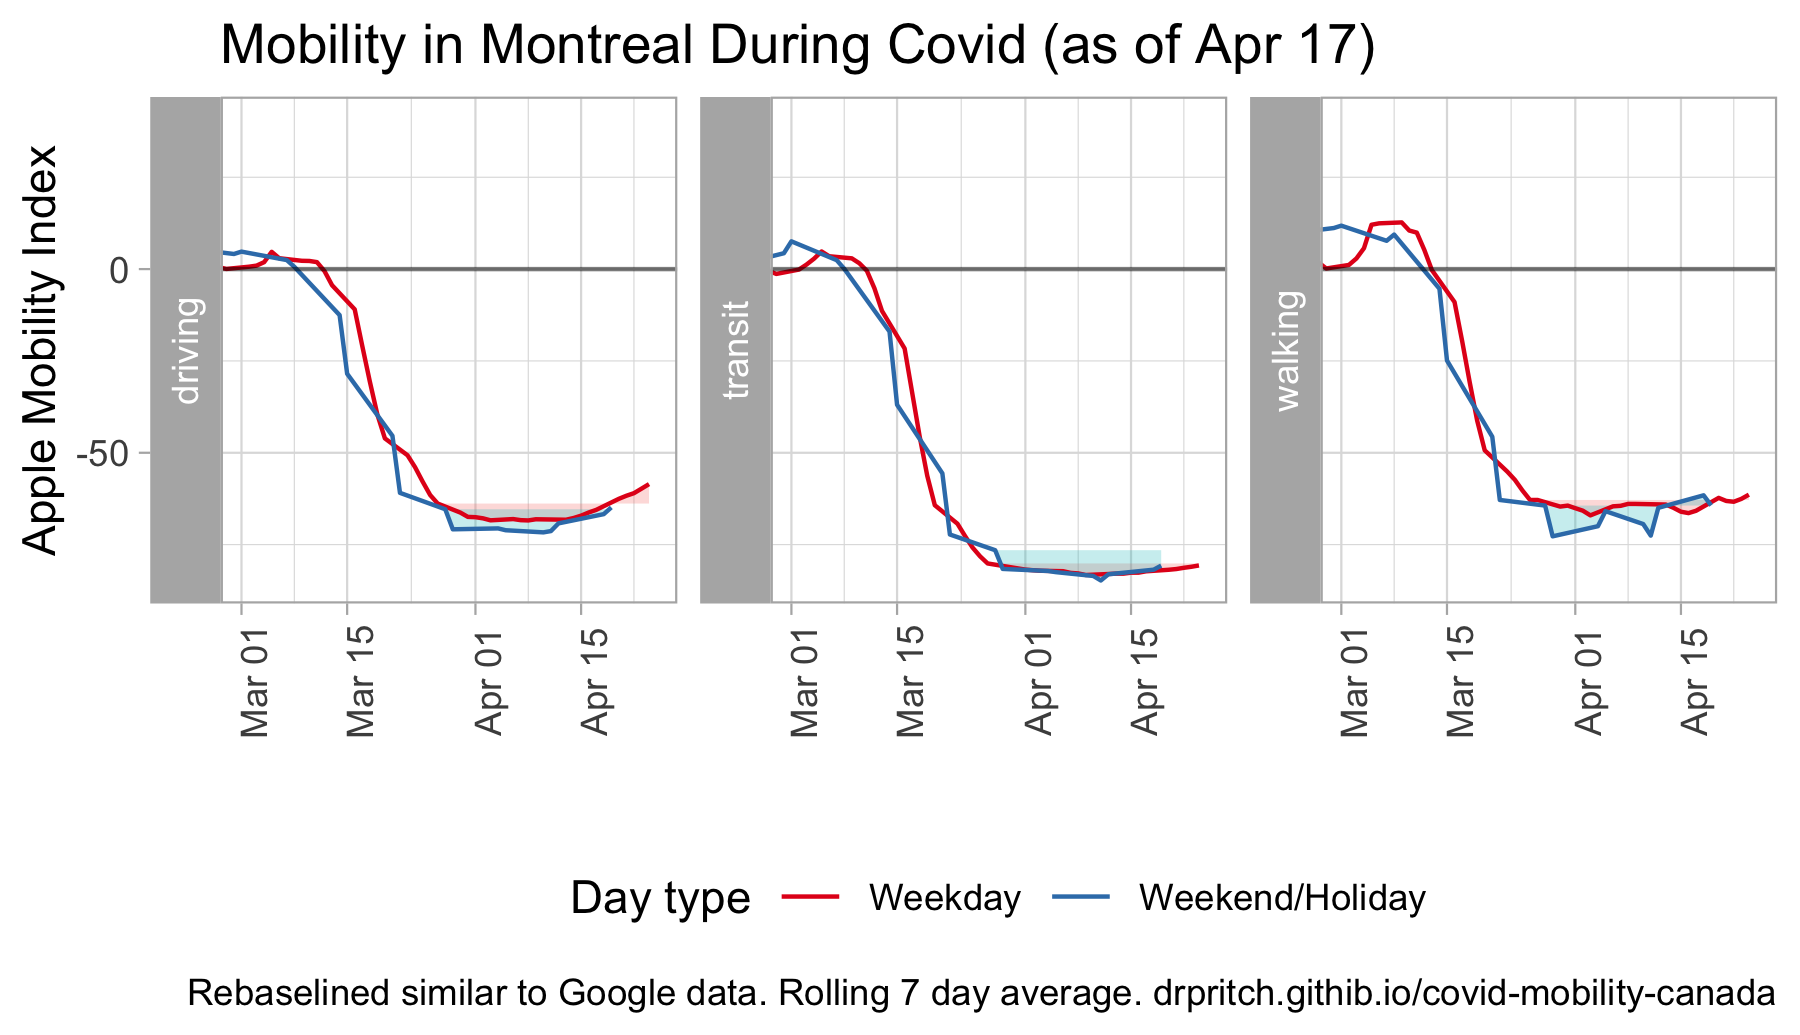 Mobility in Montreal During Covid (as of Apr 17)
Apple Mobility Index
0
-50
driving
transit
walking
Mar 01
Mar 15
Apr 01
Apr 15
Mar 01
Mar 15
Apr 01
Apr 15
Mar 01
Mar 15
Apr 01
Apr 15
Day type Weekday Weekend/Holiday
Rebaselined similar to Google data. Rolling 7 day average. drpritch.githib.io/covid-mobility-canada